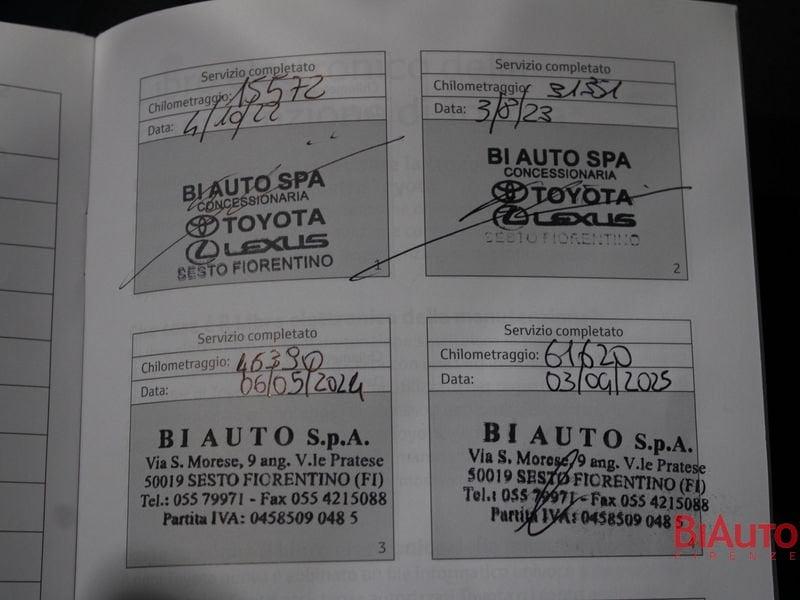 Servizio completato
Chilometraggio: 15572
Data: 4/10/22
BI AUTO SPA
CONCESSIONARIA
TOYOTA
LEXUS
SESTO FIORENTINO
1
Servizio completato
Chilometraggio: 31351
Data: 3/8/23
BI AUTO SPA
CONCESSIONARIA
TOYOTA
LEXUS
SESTO FIORENTINO
2
Servizio completato
Chilometraggio: 46390
Data: 06/05/2024
BI AUTO S.p.A.
Via S. Morese, 9 ang. V.le Pratese
50019 SESTO FIORENTINO (FI)
Tel.: 055 79971 - Fax 055 4215088
Partita IVA: 0458509 048 5
3
Servizio completato
Chilometraggio: 61620
Data: 03/04/2025
BI AUTO S.p.A.
Via S. Morese, 9 ang. V.le Pratese
50019 SESTO FIORENTINO (FI)
Tel.: 055 79971 - Fax 055 4215088
Partita IVA: 0458509 048 5
BIAUTO
FIRENZE